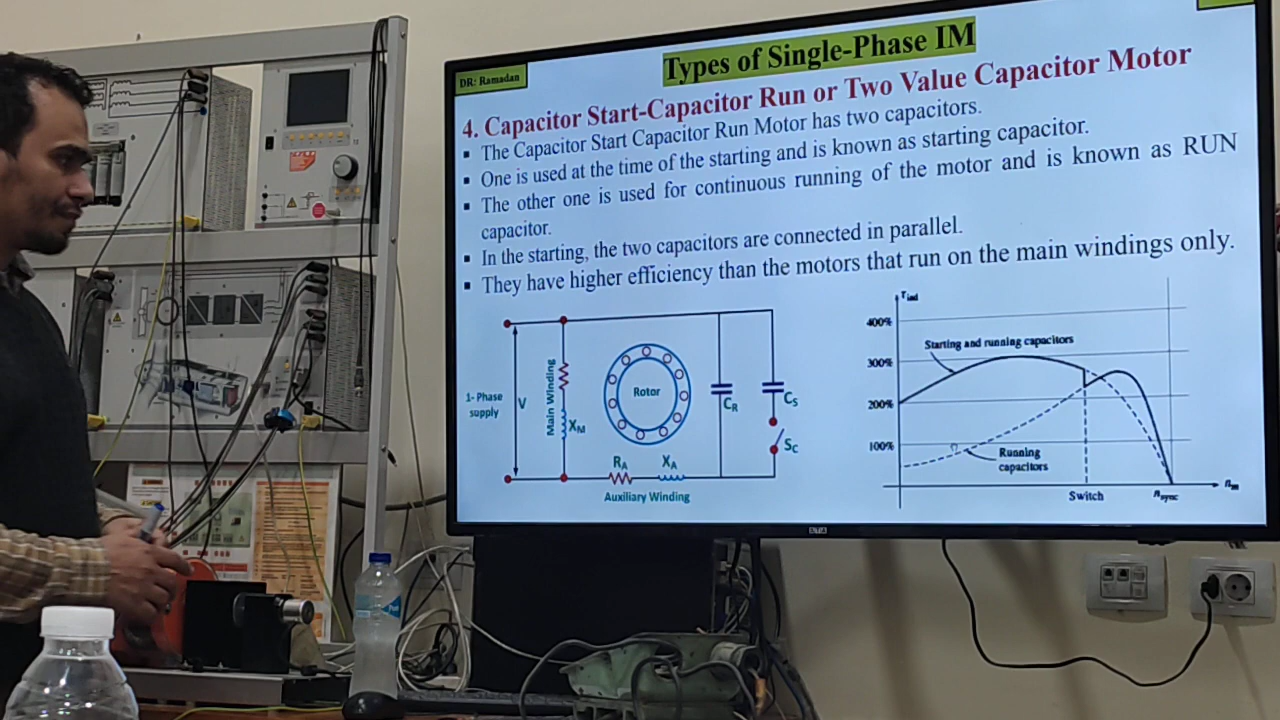 Types of Single-Phase IM
DR: Ramadan
4. Capacitor Start-Capacitor Run or Two Value Capacitor Motor
▪ The Capacitor Start Capacitor Run Motor has two capacitors.
▪ One is used at the time of the starting and is known as starting capacitor.
▪ The other one is used for continuous running of the motor and is known as RUN
capacitor.
▪ In the starting, the two capacitors are connected in parallel.
▪ They have higher efficiency than the motors that run on the main windings only.
1- Phase
supply
V
Main Winding
XM
Rotor
CR
CS
SC
RA
XA
Auxiliary Winding
τind
400%
300%
200%
100%
Starting and running capacitors
Running
capacitors
Switch
nsync
nm